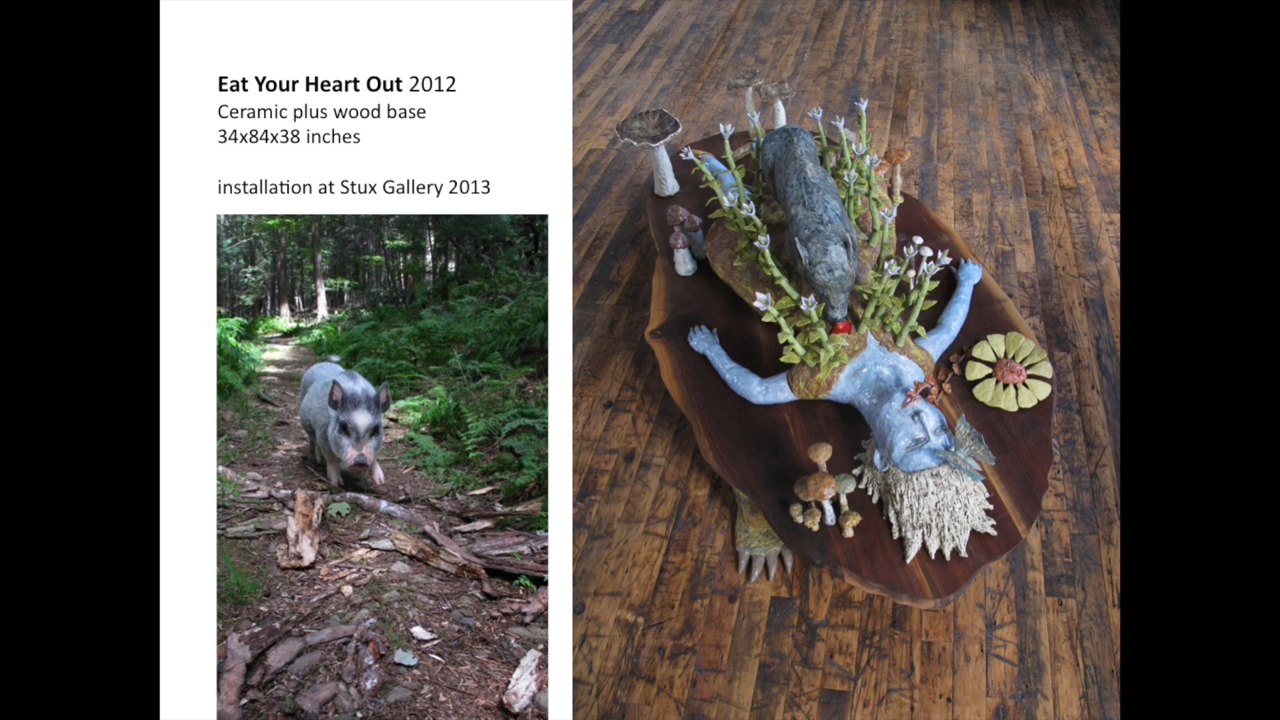 Eat Your Heart Out 2012
Ceramic plus wood base
34x84x38 inches
installation at Stux Gallery 2013